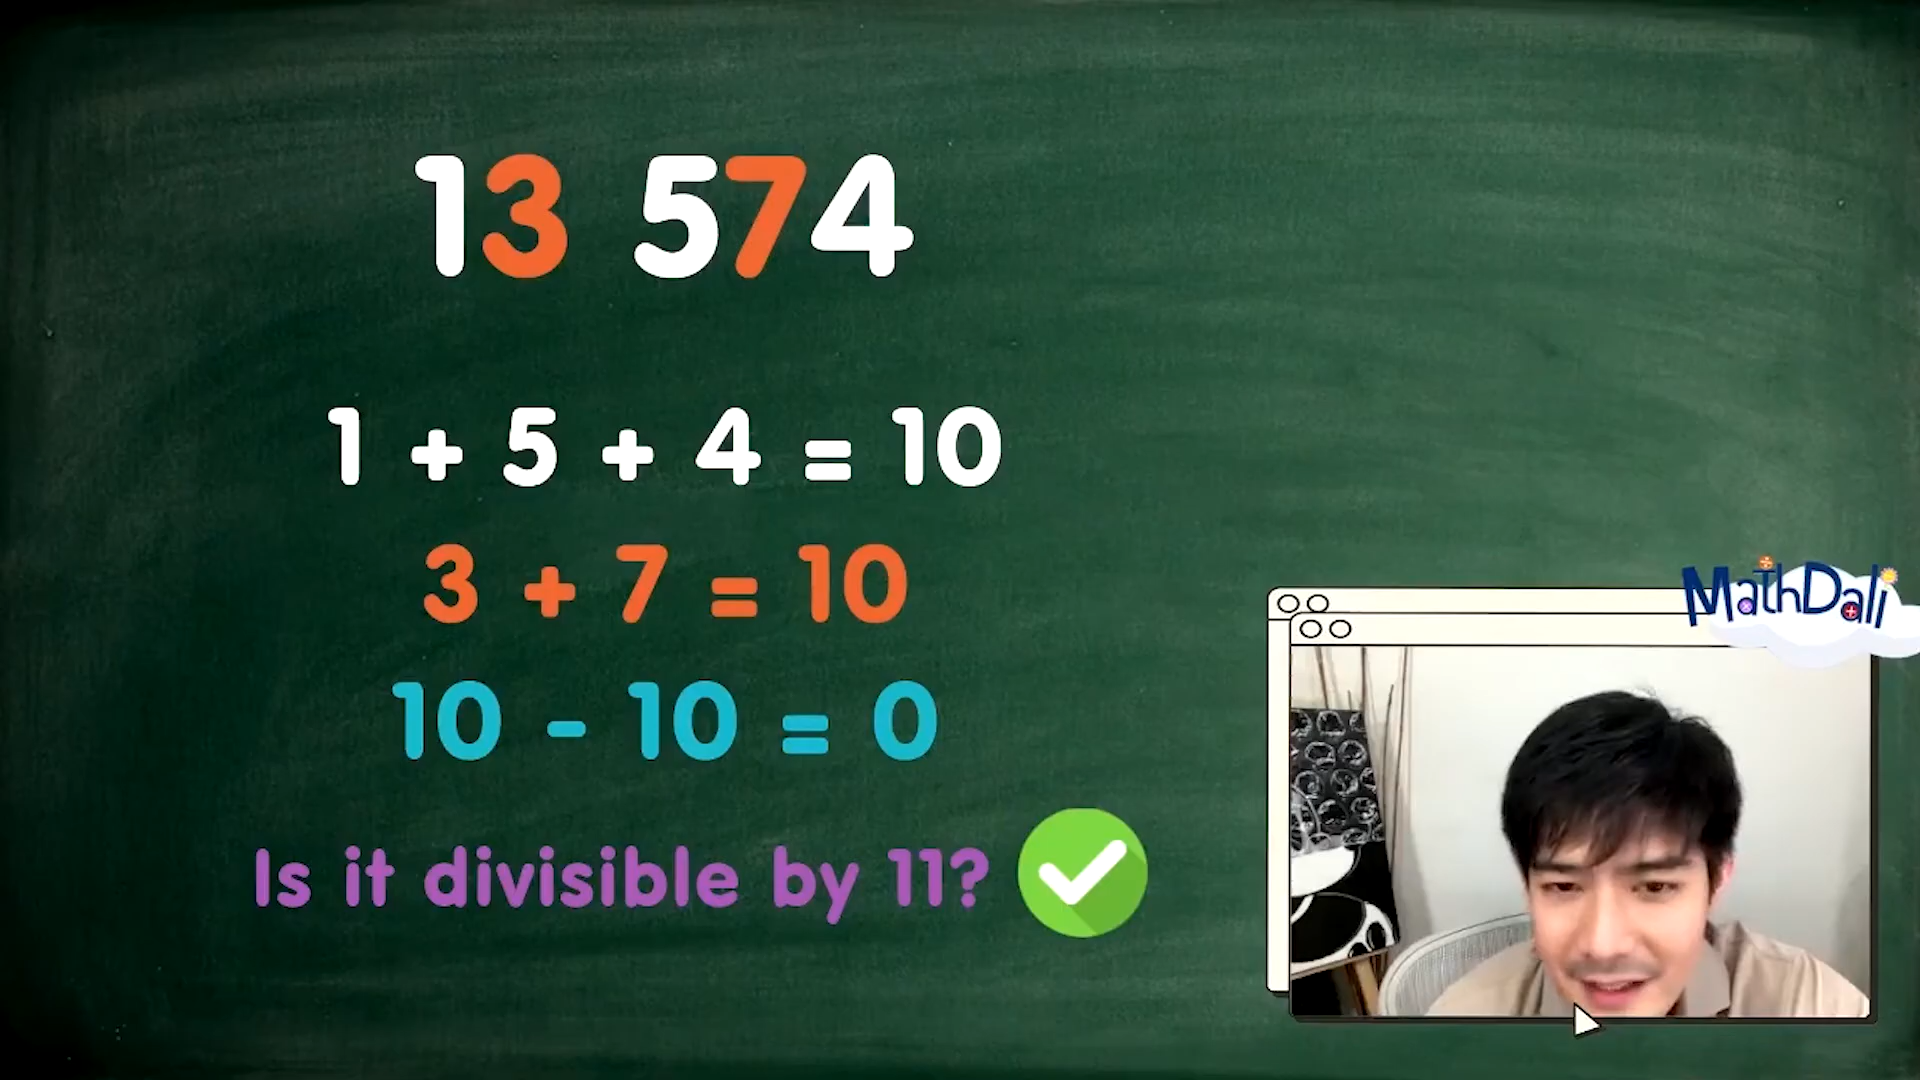 13 574
1 + 5 + 4 = 10
3 + 7 = 10
10 - 10 = 0
Is it divisible by 11?
MathDali